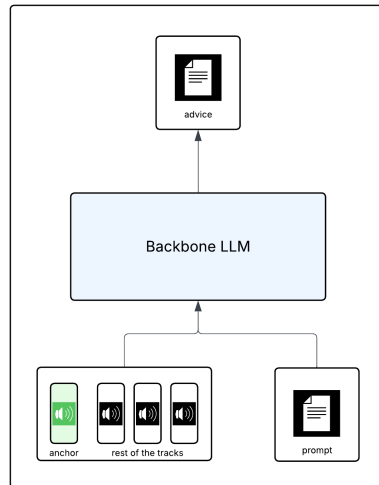 advice
Backbone LLM
anchor
rest of the tracks
prompt